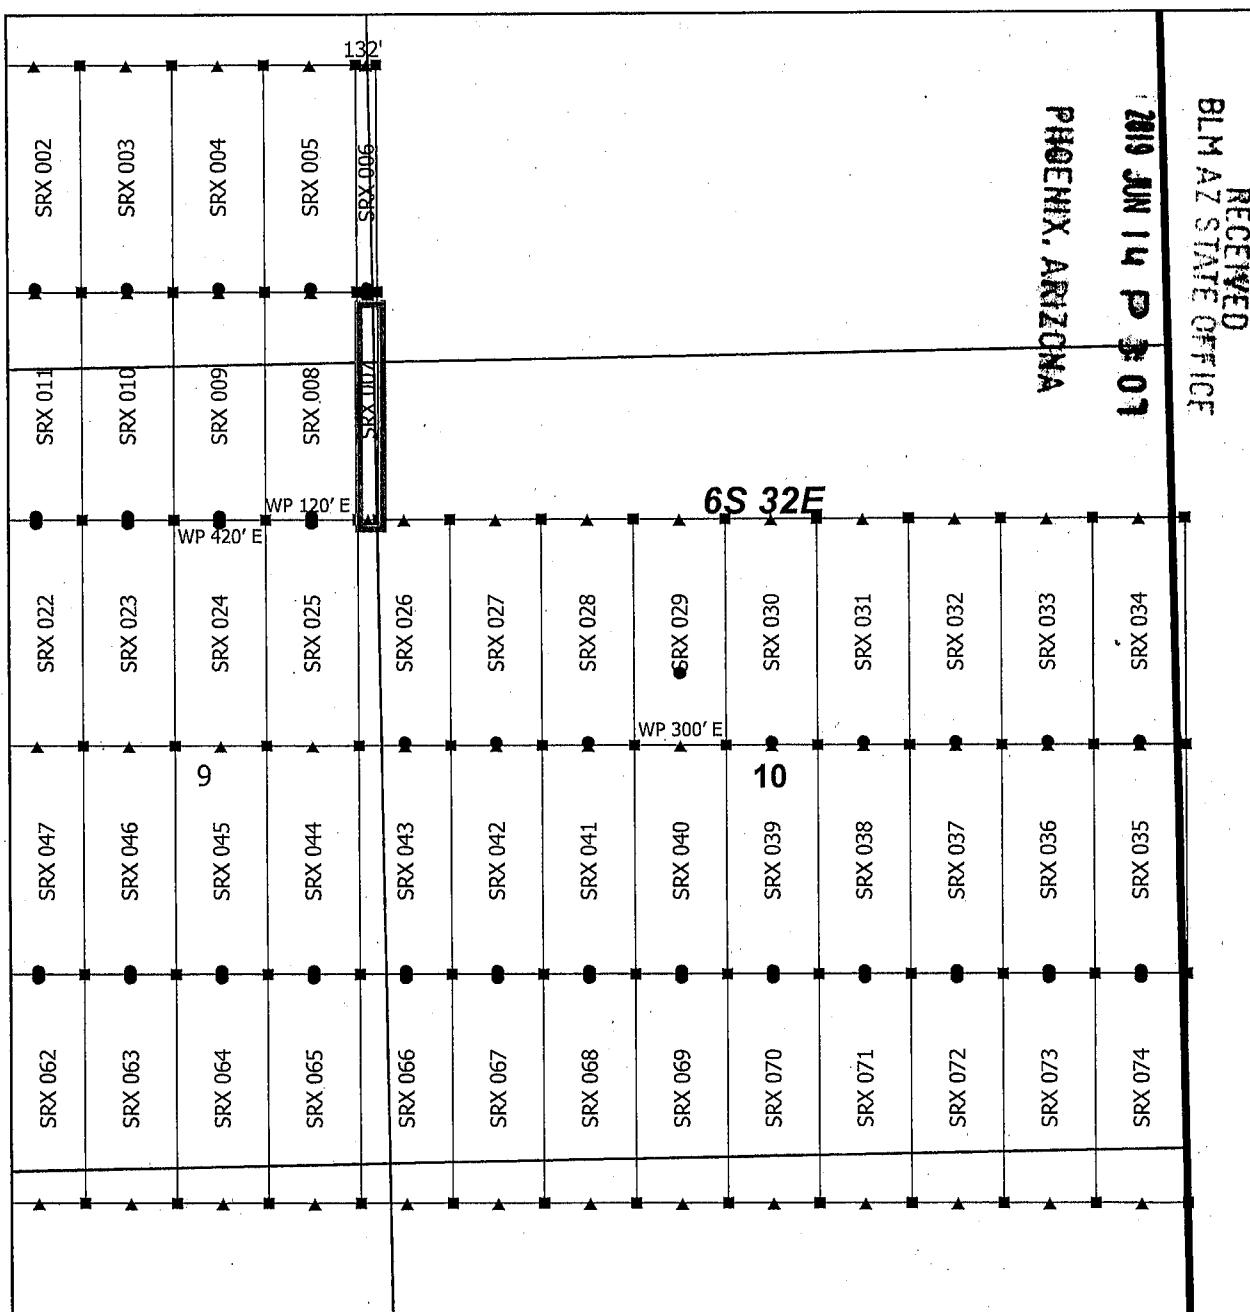 RECEIVED
BLM AZ STATE OFFICE
2019 JUN 14 P 3 01
PHOENIX, ARIZONA
132'
SRX 002
SRX 003
SRX 004
SRX 005
SRX 006
SRX 011
SRX 010
SRX 009
SRX 008
SRX 007
WP 120' E
WP 420' E
6S 32E
SRX 022
SRX 023
SRX 024
SRX 025
SRX 026
SRX 027
SRX 028
SRX 029
SRX 030
SRX 031
SRX 032
SRX 033
SRX 034
WP 300' E
9
10
SRX 047
SRX 046
SRX 045
SRX 044
SRX 043
SRX 042
SRX 041
SRX 040
SRX 039
SRX 038
SRX 037
SRX 036
SRX 035
SRX 062
SRX 063
SRX 064
SRX 065
SRX 066
SRX 067
SRX 068
SRX 069
SRX 070
SRX 071
SRX 072
SRX 073
SRX 074